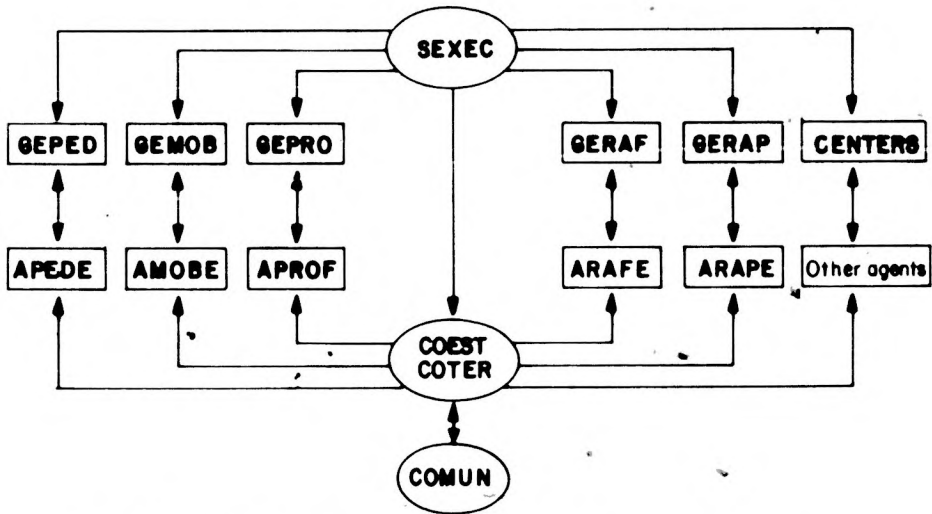 SEXEC
GEPED
GEMOB
GEPRO
GERAF
GERAP
CENTERS
APEDE
AMOBE
APROF
ARAFE
ARAPE
Other agents
COEST
COTER
COMUN